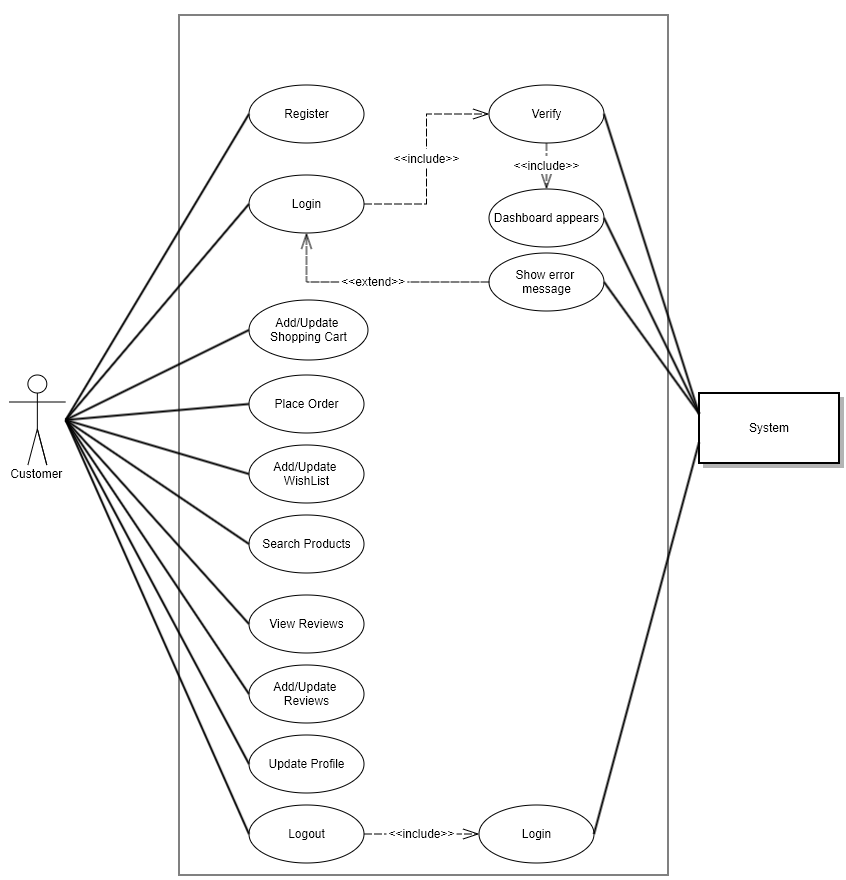 Register
Verify
<<include>>
<<include>>
Login
Dashboard appears
Show error
message
<<extend>>
Add/Update
Shopping Cart
Place Order
System
Customer
Add/Update
WishList
Search Products
View Reviews
Add/Update
Reviews
Update Profile
Logout
<<include>>
Login